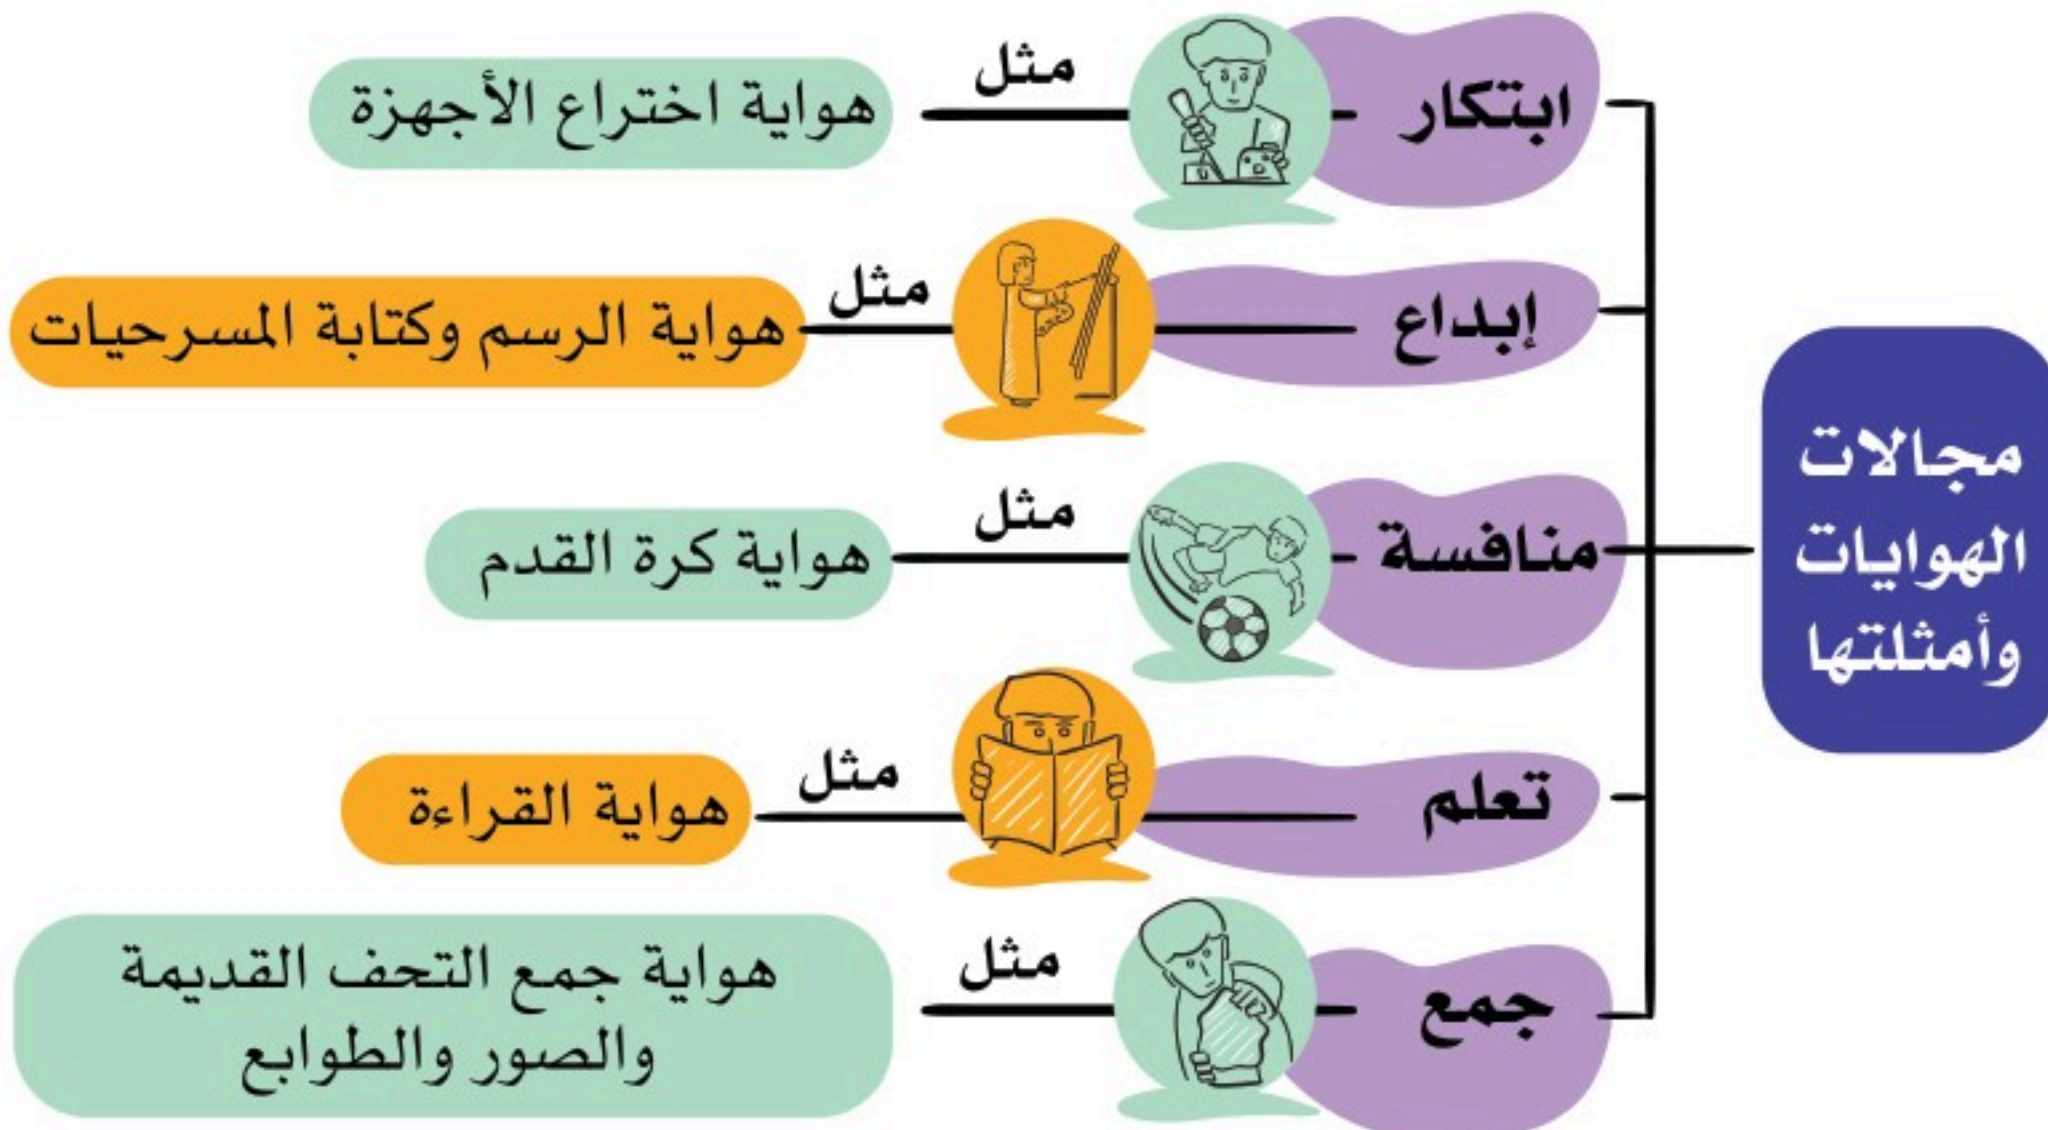 مجالات
الهوايات
وأمثلتها
ابتكار
مثل
هواية اختراع الأجهزة
إبداع
مثل
هواية الرسم وكتابة المسرحيات
منافسة
مثل
هواية كرة القدم
تعلم
مثل
هواية القراءة
جمع
مثل
هواية جمع التحف القديمة
والصور والطوابع